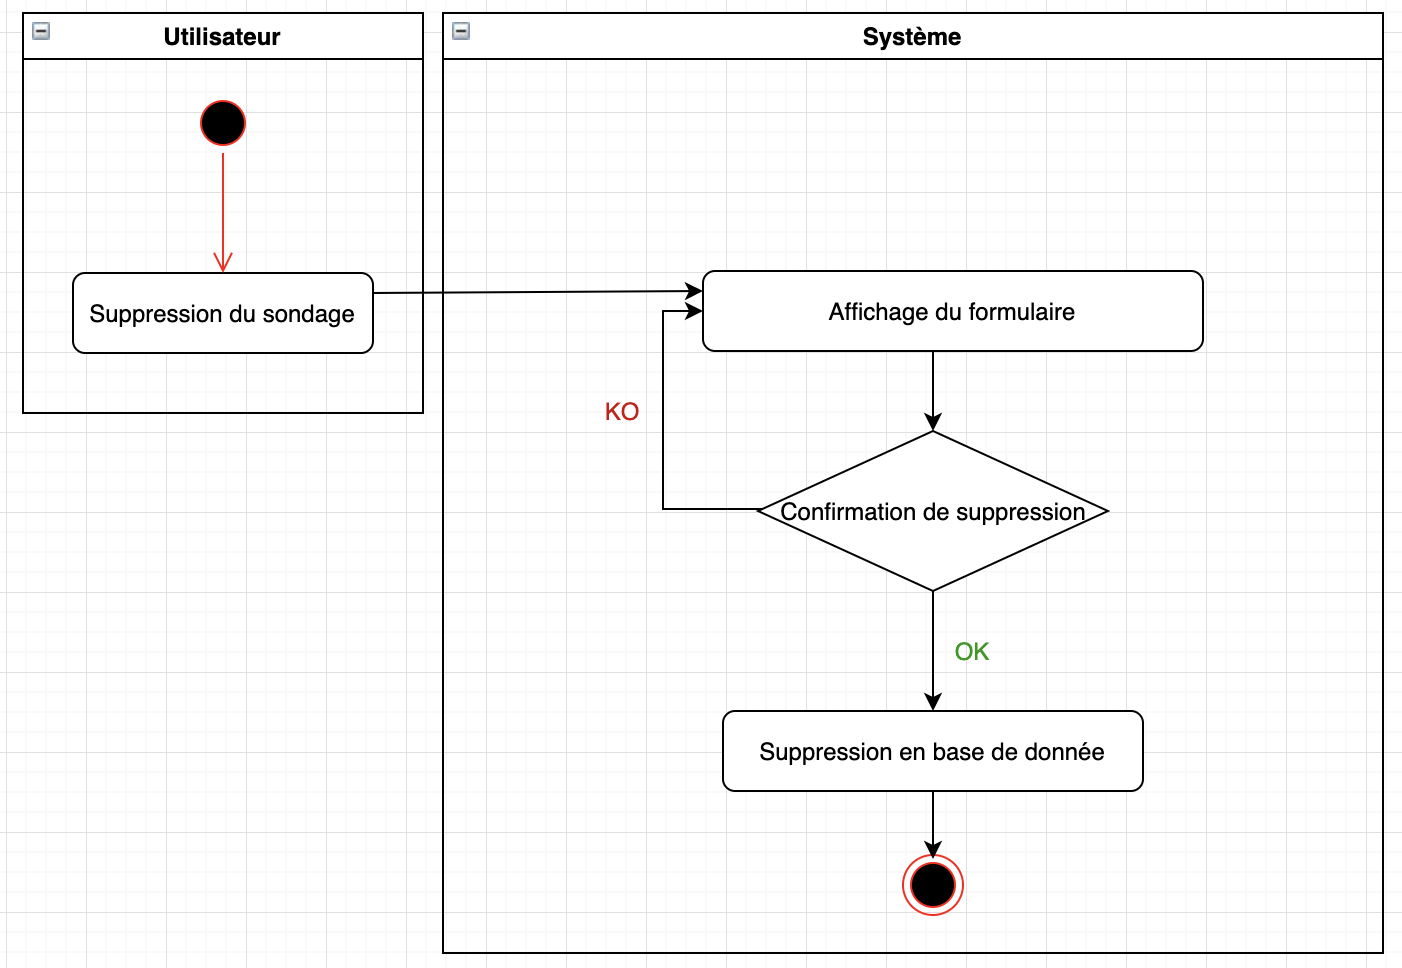 Utilisateur
Système
Suppression du sondage
Affichage du formulaire
KO
Confirmation de suppression
OK
Suppression en base de donnée